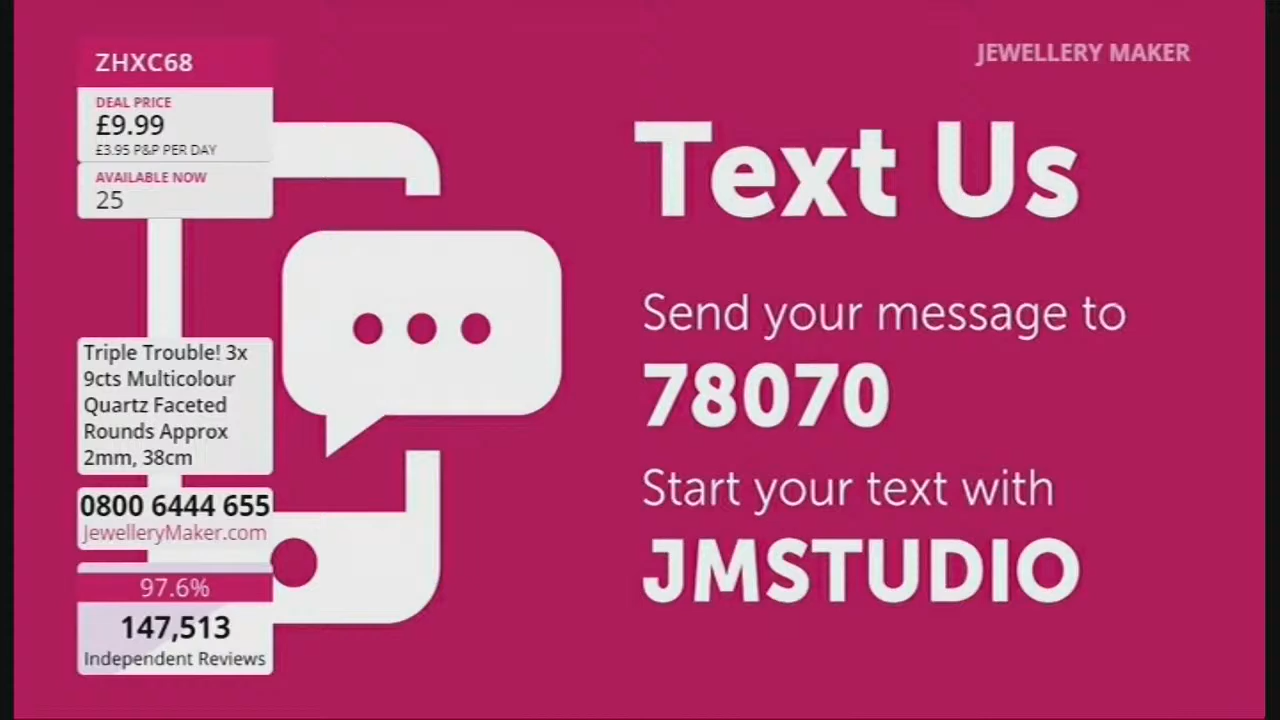 ZHXC68
DEAL PRICE
£9.99
£3.95 P&P PER DAY
AVAILABLE NOW
25
Triple Trouble! 3x
9cts Multicolour
Quartz Faceted
Rounds Approx
2mm, 38cm
0800 6444 655
JewelleryMaker.com
97.6%
147,513
Independent Reviews
JEWELLERY MAKER
Text Us
Send your message to
78070
Start your text with
JMSTUDIO